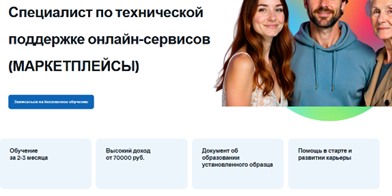 Специалист по технической
поддержке онлайн-сервисов
(МАРКЕТПЛЕЙСЫ)
Записаться на бесплатное обучение
Обучение
за 2-3 месяца
Высокий доход
от 70000 руб.
Документ об
образовании
установленного образца
Помощь в старте и
развитии карьеры